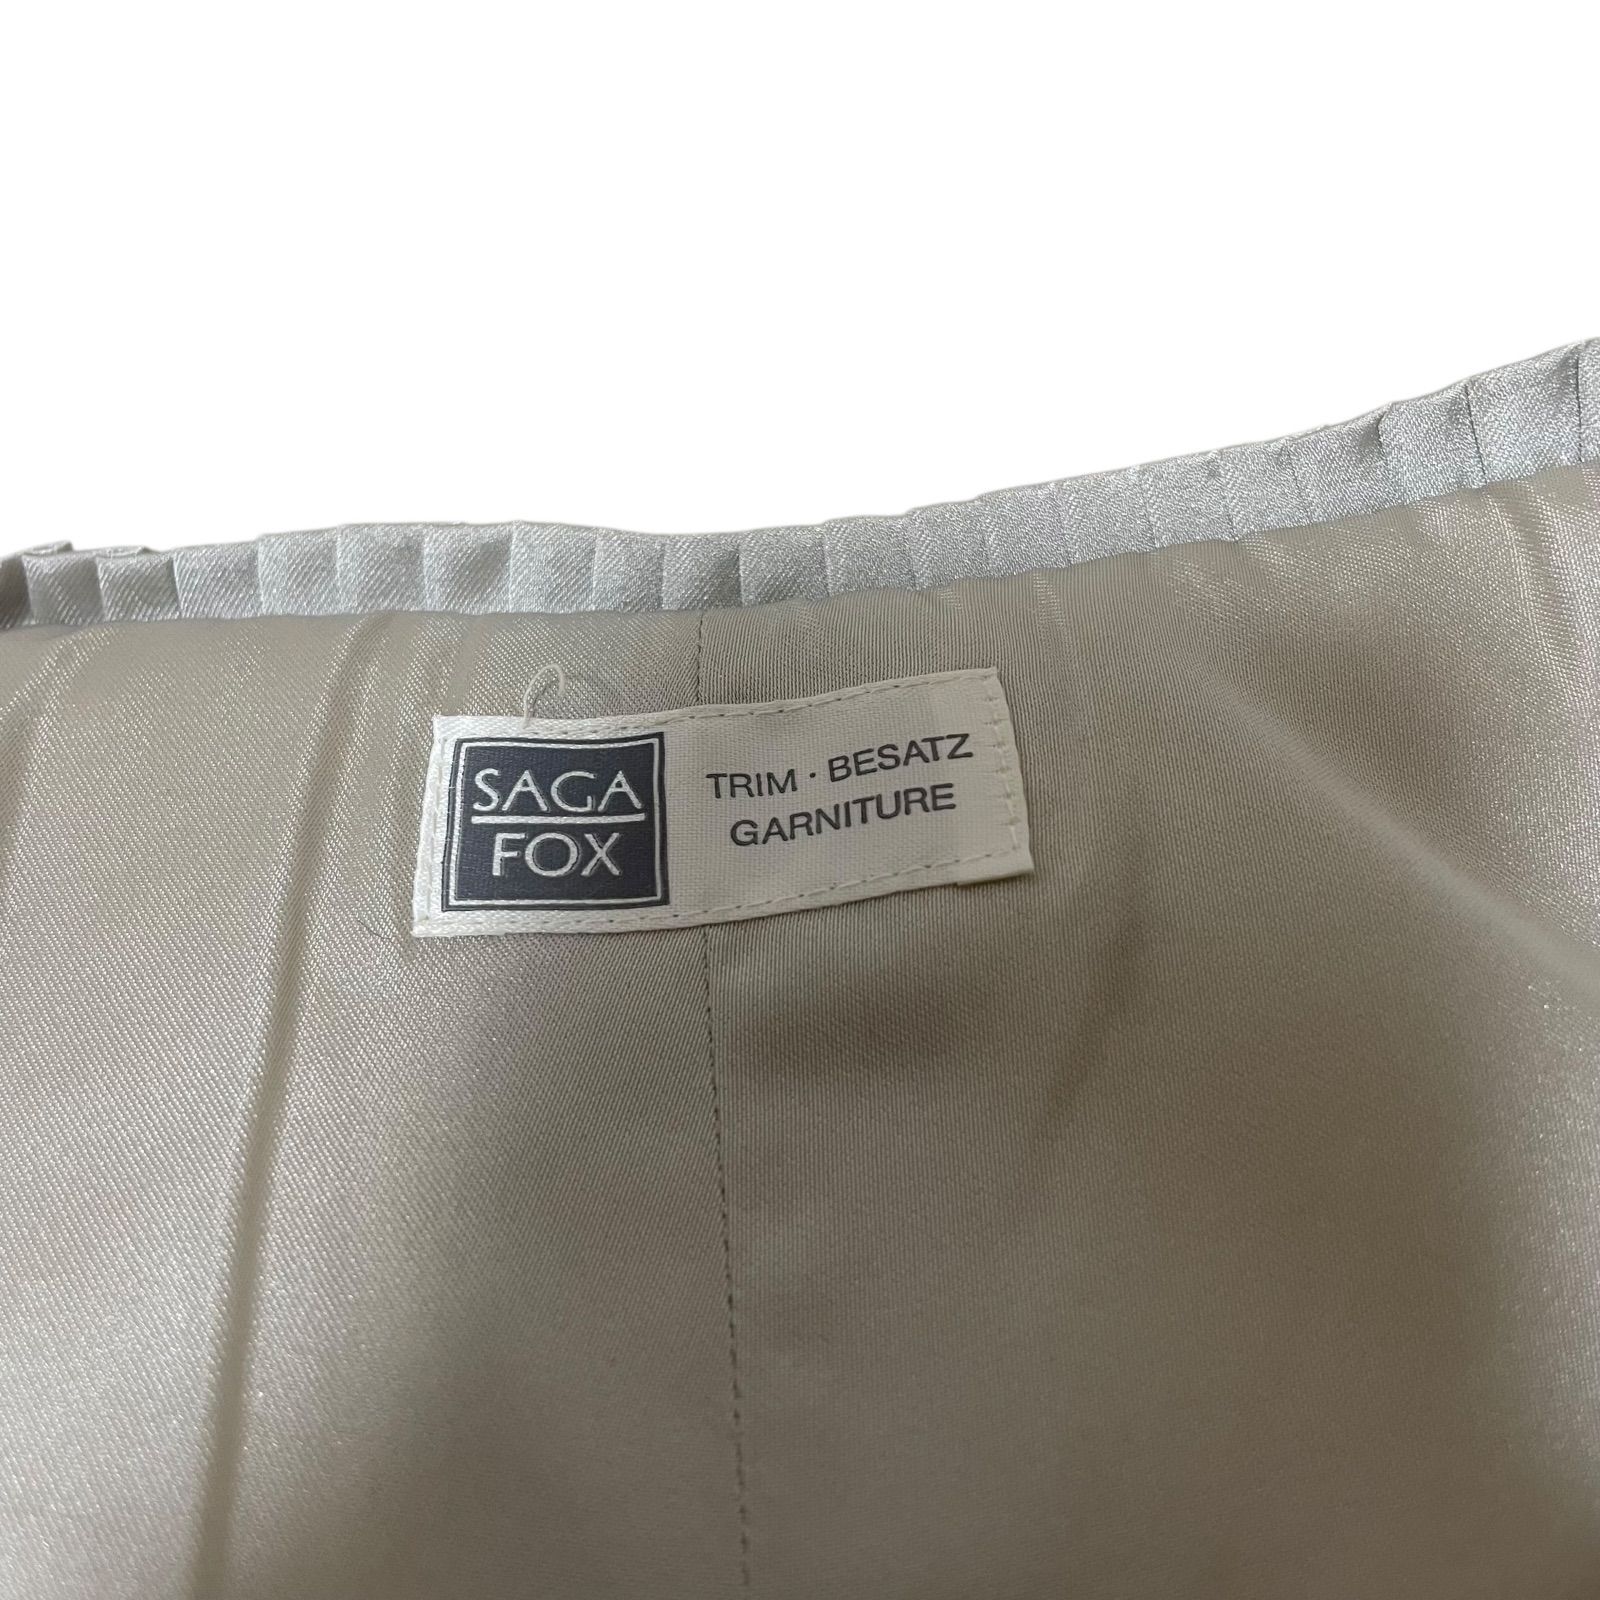 SAGA
FOX
TRIM · BESATZ
GARNITURE